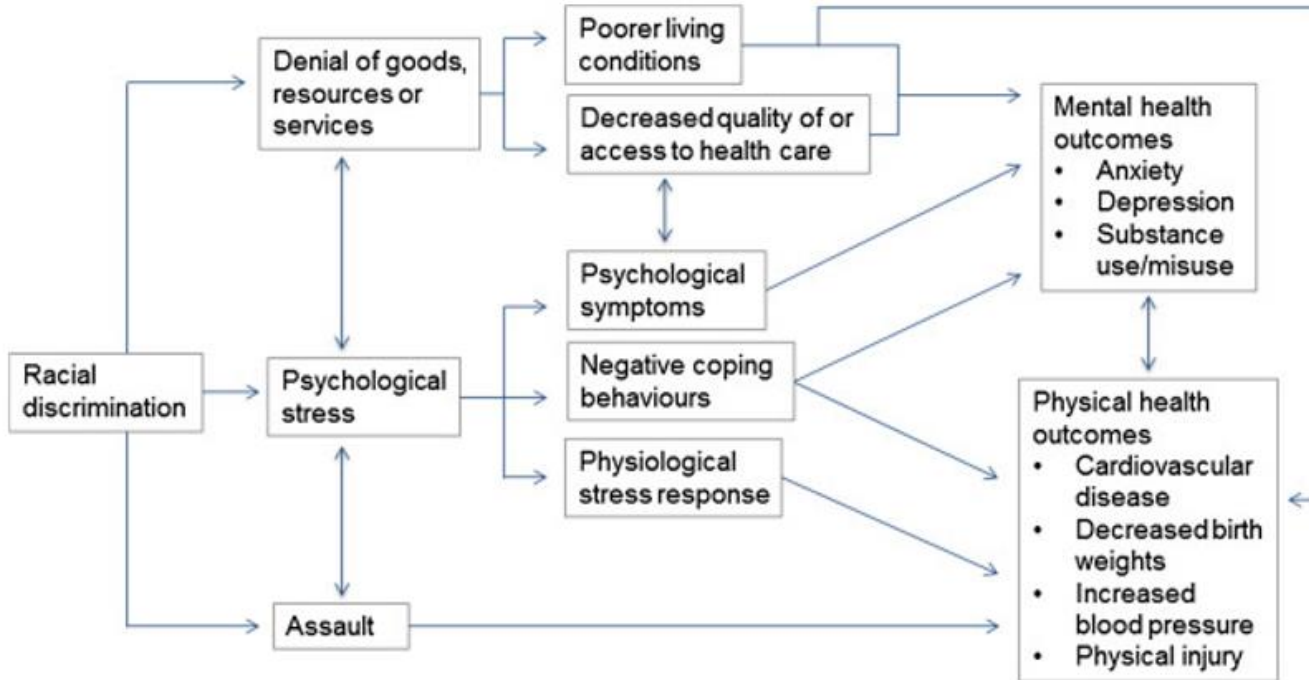 Poorer living
conditions
Denial of goods,
resources or
services
Decreased quality of or
access to health care
Mental health
outcomes
• Anxiety
• Depression
• Substance
use/misuse
Psychological
symptoms
Racial
discrimination
Psychological
stress
Negative coping
behaviours
Physiological
stress response
Physical health
outcomes
• Cardiovascular
disease
• Decreased birth
weights
• Increased
blood pressure
• Physical injury
Assault